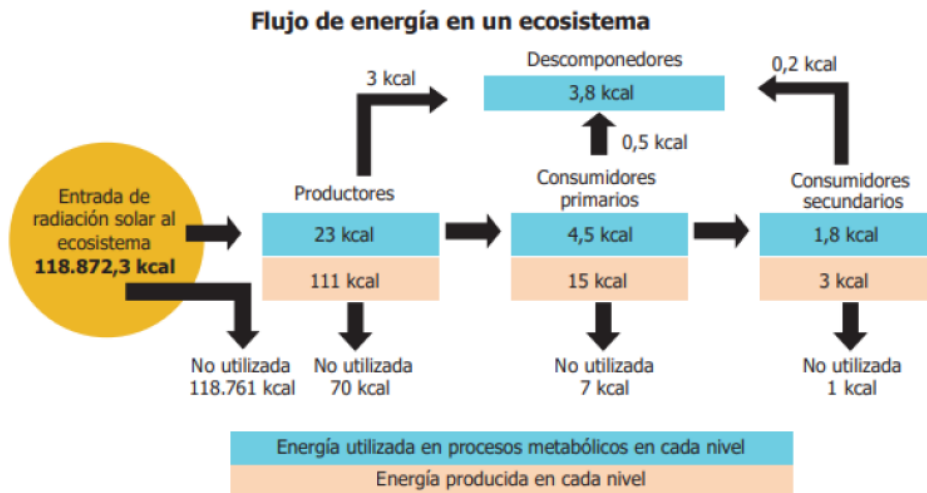 Flujo de energía en un ecosistema
Descomponedores
3,8 kcal
3 kcal
0,2 kcal
0,5 kcal
Entrada de
radiación solar al
ecosistema
118.872,3 kcal
Productores
23 kcal
111 kcal
Consumidores
primarios
4,5 kcal
15 kcal
Consumidores
secundarios
1,8 kcal
3 kcal
No utilizada
118.761 kcal
No utilizada
70 kcal
No utilizada
7 kcal
No utilizada
1 kcal
Energía utilizada en procesos metabólicos en cada nivel
Energía producida en cada nivel